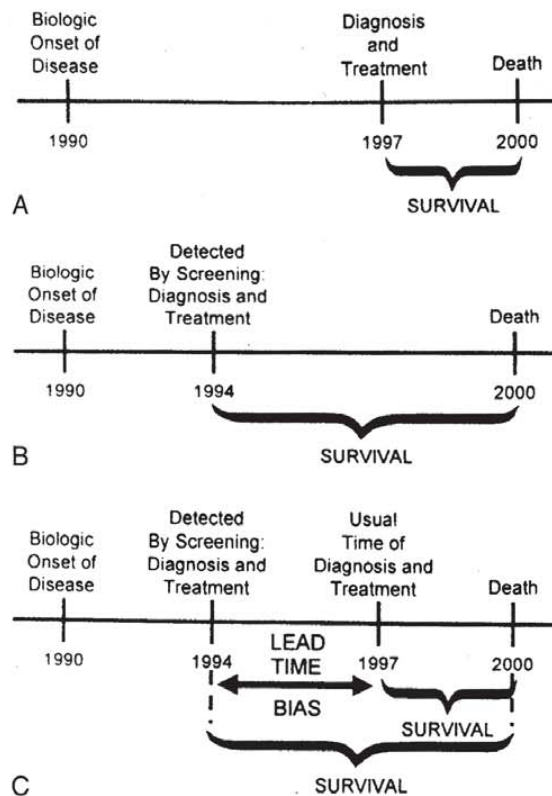 Biologic
Onset of
Disease
Diagnosis
and
Treatment
Death
1990
1997
2000
SURVIVAL
A
Biologic
Onset of
Disease
Detected
By Screening:
Diagnosis and
Treatment
Death
1990
1994
2000
SURVIVAL
B
Biologic
Onset of
Disease
Detected
By Screening:
Diagnosis and
Treatment
Usual
Time of
Diagnosis and
Treatment
Death
1990
1994
LEAD
TIME
BIAS
1997
2000
SURVIVAL
SURVIVAL
C